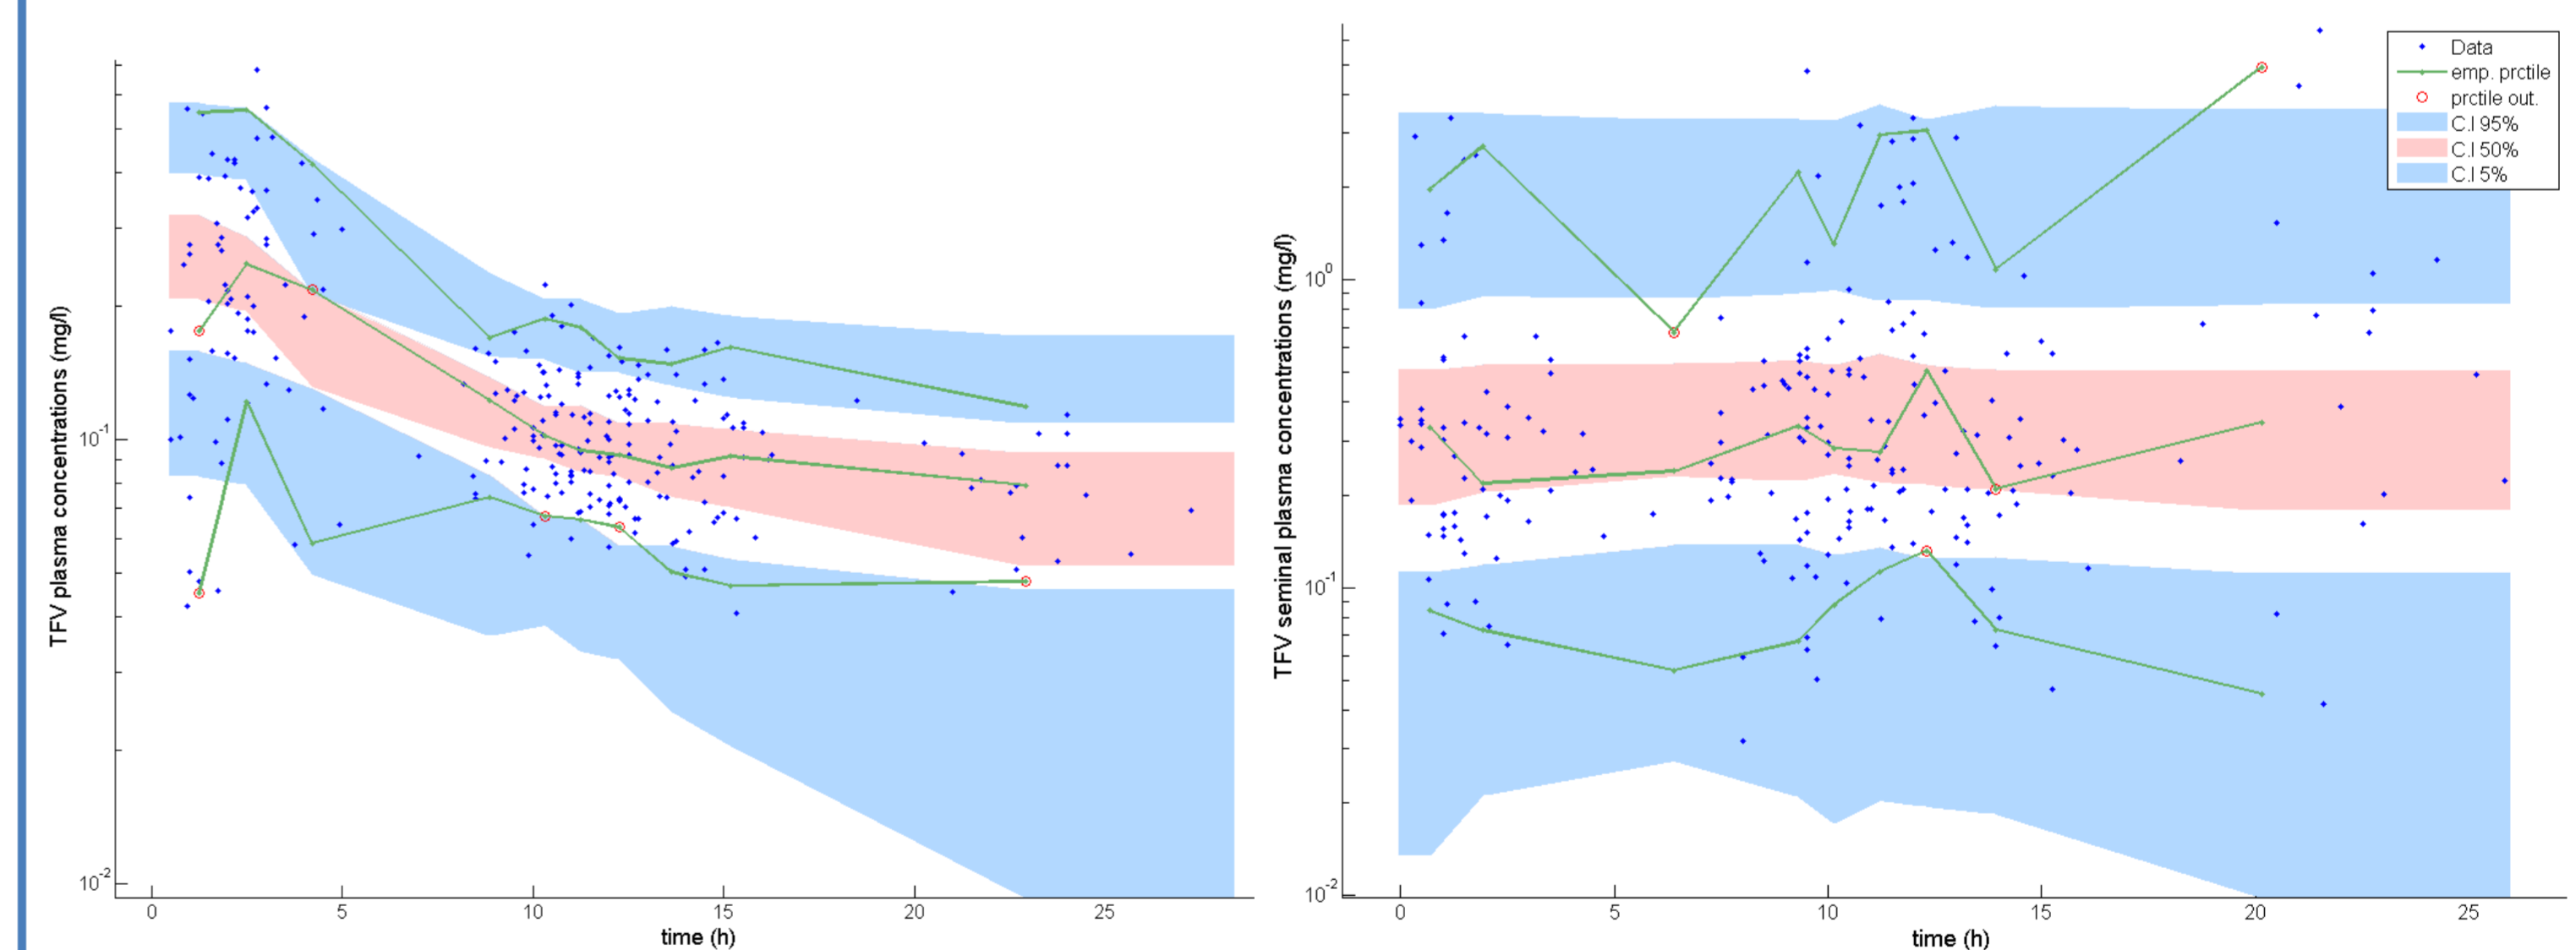 TFV plasma concentrations (mg/l)
10-1
10-2
0 5 10 15 20 25
time (h)
TFV seminal plasma concentrations (mg/l)
100
10-1
10-2
0 5 10 15 20 25
time (h)
Data
emp. prctile
prctile out.
C.I 95%
C.I 50%
C.I 5%